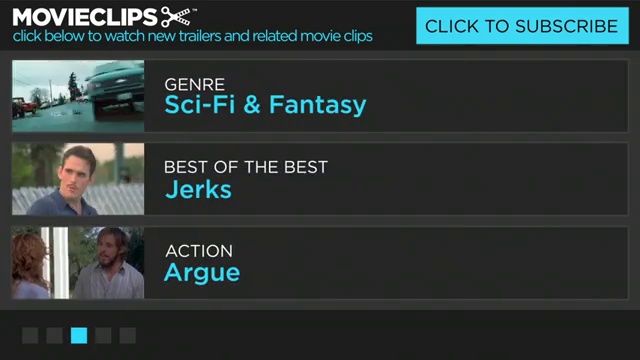 MOVIECLIPS™
click below to watch new trailers and related movie clips
CLICK TO SUBSCRIBE
GENRE
Sci-Fi & Fantasy
BEST OF THE BEST
Jerks
ACTION
Argue